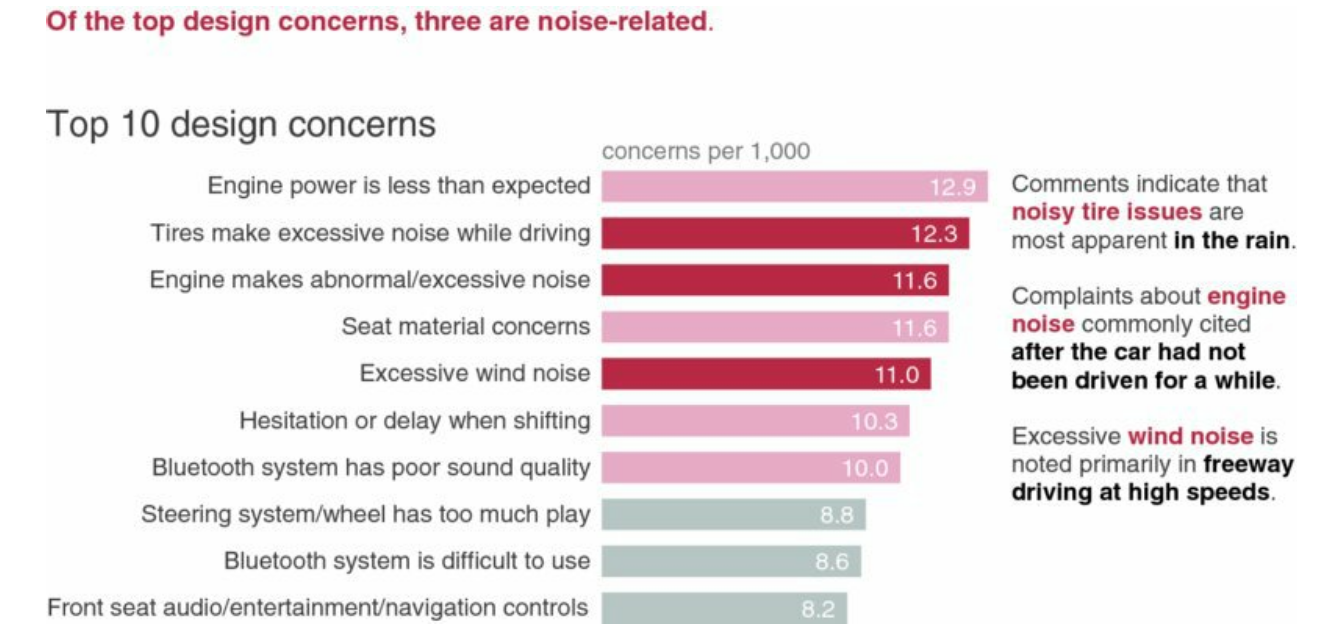 Of the top design concerns, three are noise-related.
Top 10 design concerns
concerns per 1,000
Engine power is less than expected 12.9
Tires make excessive noise while driving 12.3
Engine makes abnormal/excessive noise 11.6
Seat material concerns 11.6
Excessive wind noise 11.0
Hesitation or delay when shifting 10.3
Bluetooth system has poor sound quality 10.0
Steering system/wheel has too much play 8.8
Bluetooth system is difficult to use 8.6
Front seat audio/entertainment/navigation controls 8.2
Comments indicate that
noisy tire issues are
most apparent in the rain.
Complaints about engine
noise commonly cited
after the car had not
been driven for a while.
Excessive wind noise is
noted primarily in freeway
driving at high speeds.